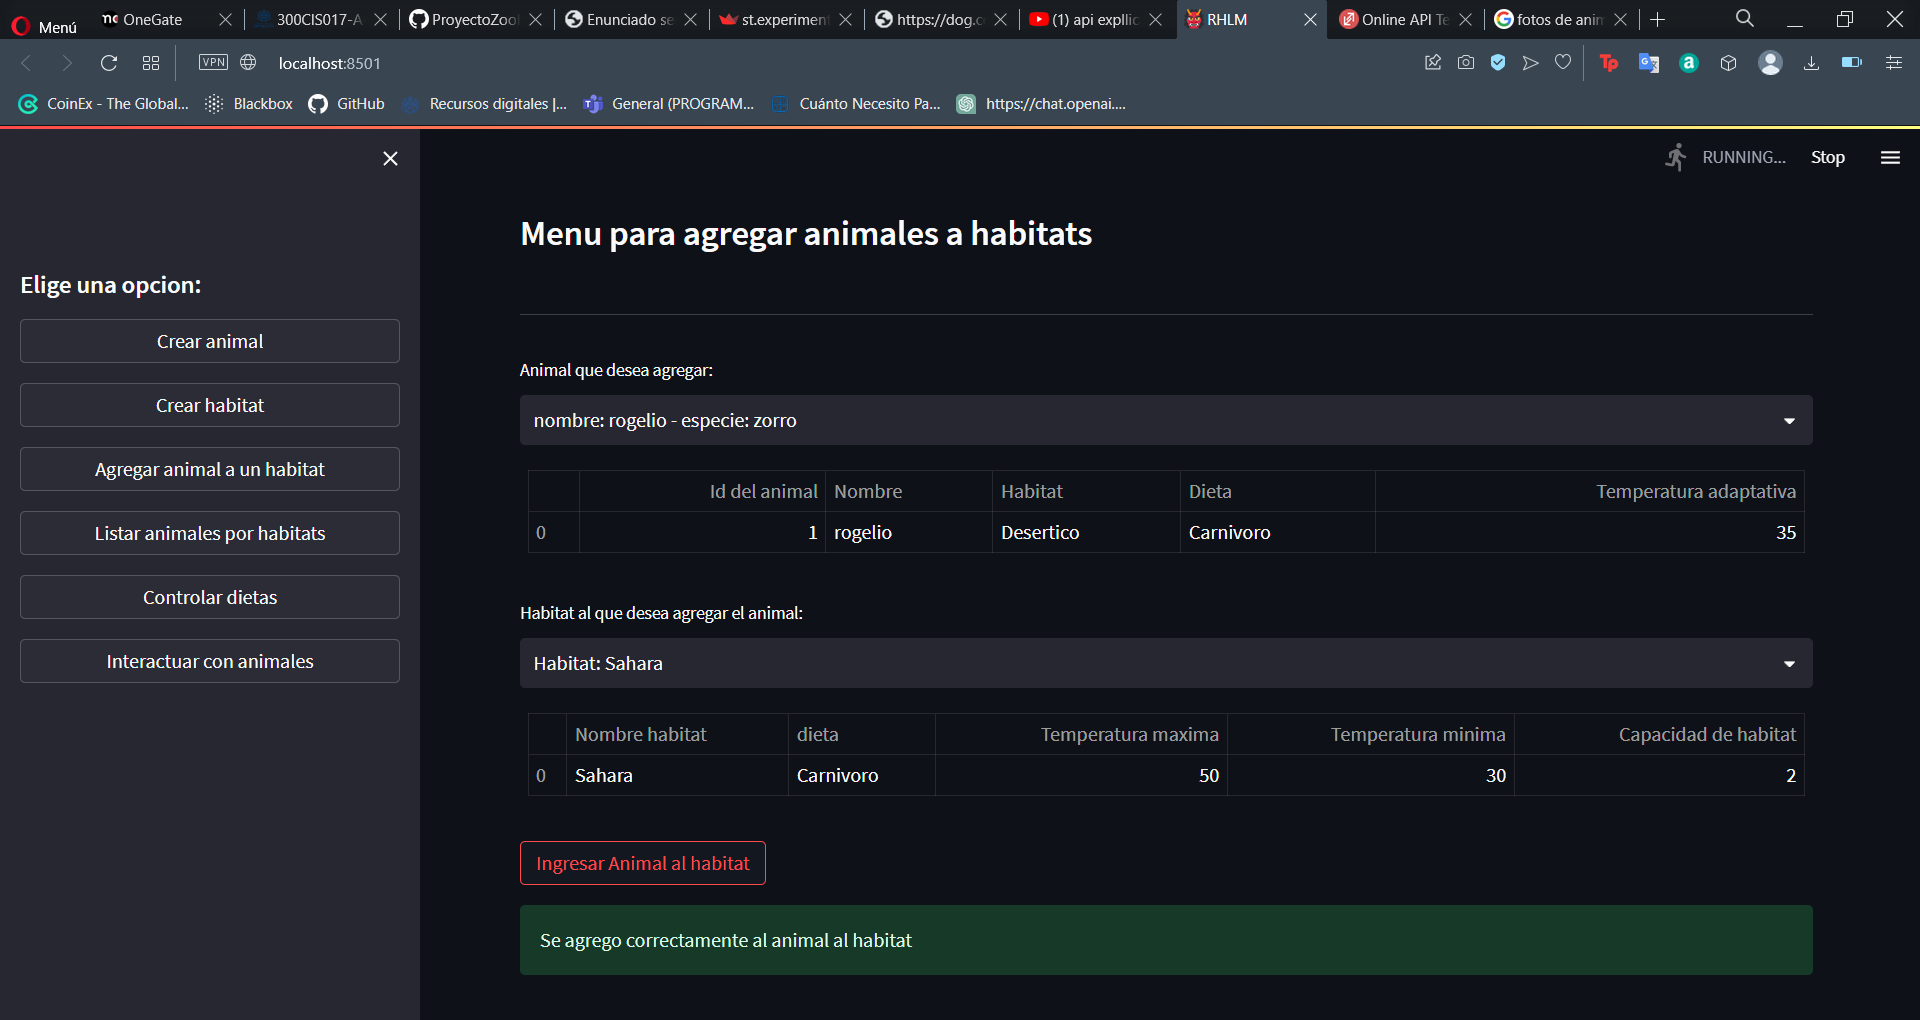 Menú
nc OneGate
300CIS017-A
ProyectoZool
Enunciado se
st.experiment
https://dog.c
(1) api expllic
RHLM
Online API Te
fotos de anim
VPN
localhost:8501
CoinEx - The Global...
Blackbox
GitHub
Recursos digitales |...
General (PROGRAM...
Cuánto Necesito Pa...
https://chat.openai....
RUNNING...
Stop
Elige una opcion:
Crear animal
Crear habitat
Agregar animal a un habitat
Listar animales por habitats
Controlar dietas
Interactuar con animales
Menu para agregar animales a habitats
Animal que desea agregar:
nombre: rogelio - especie: zorro
Id del animal Nombre Habitat Dieta Temperatura adaptativa
0 1 rogelio Desertico Carnivoro 35
Habitat al que desea agregar el animal:
Habitat: Sahara
Nombre habitat dieta Temperatura maxima Temperatura minima Capacidad de habitat
0 Sahara Carnivoro 50 30 2
Ingresar Animal al habitat
Se agrego correctamente al animal al habitat